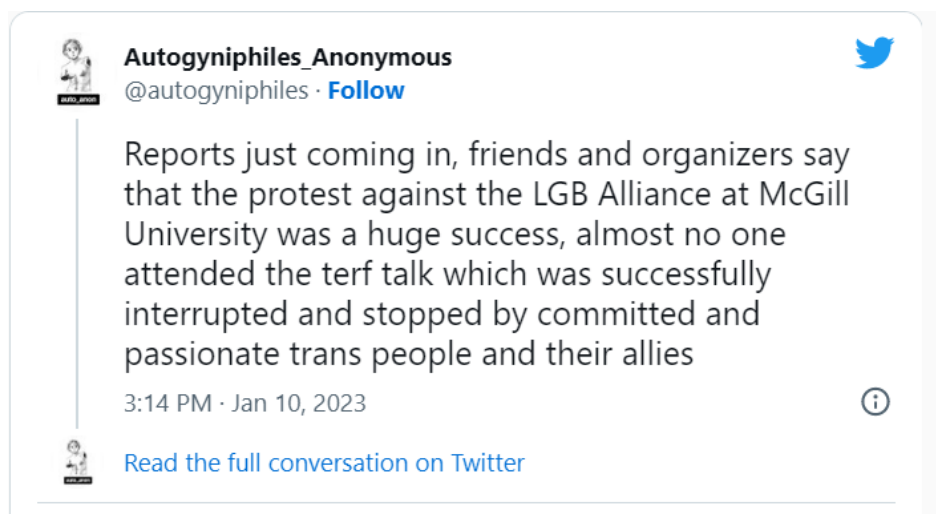 Autogyniphiles_Anonymous
@autogyniphiles · Follow
Reports just coming in, friends and organizers say
that the protest against the LGB Alliance at McGill
University was a huge success, almost no one
attended the terf talk which was successfully
interrupted and stopped by committed and
passionate trans people and their allies
3:14 PM · Jan 10, 2023
Read the full conversation on Twitter